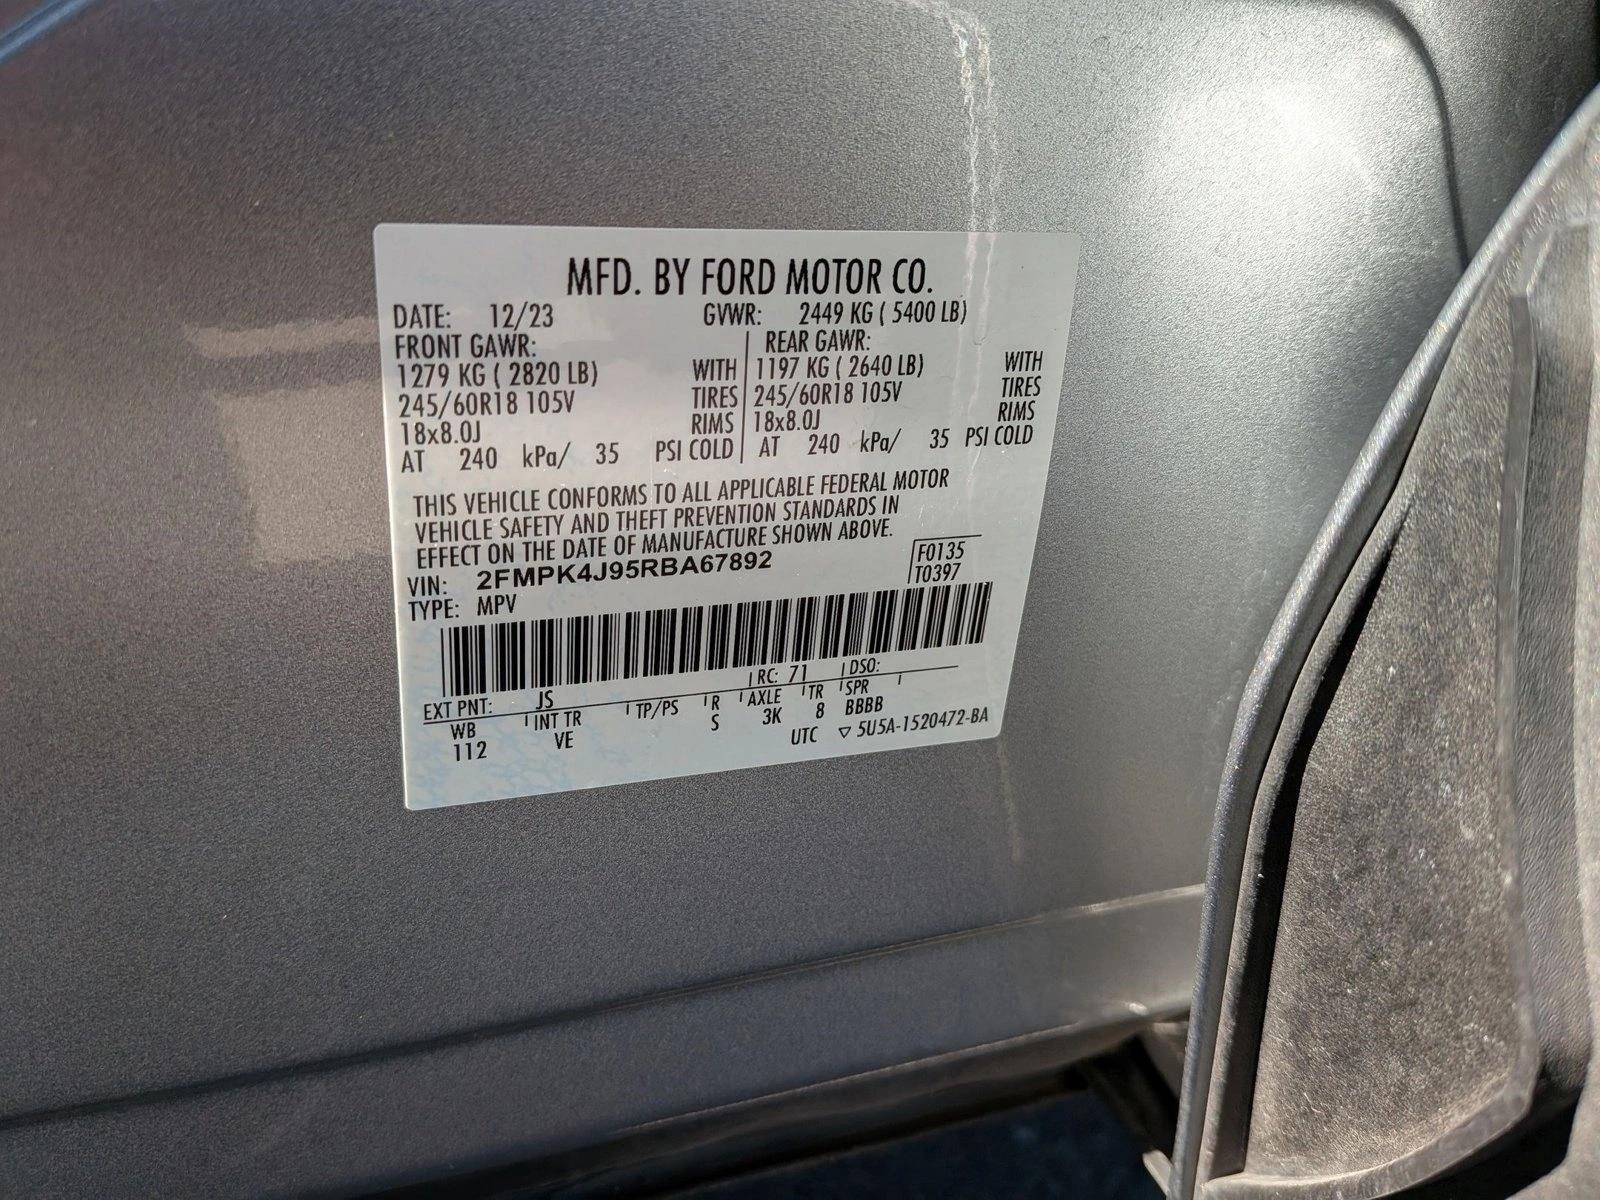 MFD. BY FORD MOTOR CO.
DATE: 12/23 GVWR: 2449 KG ( 5400 LB)
FRONT GAWR: REAR GAWR:
1279 KG ( 2820 LB) WITH 1197 KG ( 2640 LB) WITH
245/60R18 105V TIRES 245/60R18 105V TIRES
18x8.0J RIMS 18x8.0J RIMS
AT 240 kPa/ 35 PSI COLD AT 240 kPa/ 35 PSI COLD
THIS VEHICLE CONFORMS TO ALL APPLICABLE FEDERAL MOTOR
VEHICLE SAFETY AND THEFT PREVENTION STANDARDS IN
EFFECT ON THE DATE OF MANUFACTURE SHOWN ABOVE.
VIN: 2FMPK4J95RBA67892 F0135
TYPE: MPV T0397
EXT PNT: JS RC: 71 DSO:
WB INT TR TP/PS R AXLE TR SPR
112 VE S 3K 8 BBBB
UTC ▽ 5U5A-1520472-BA